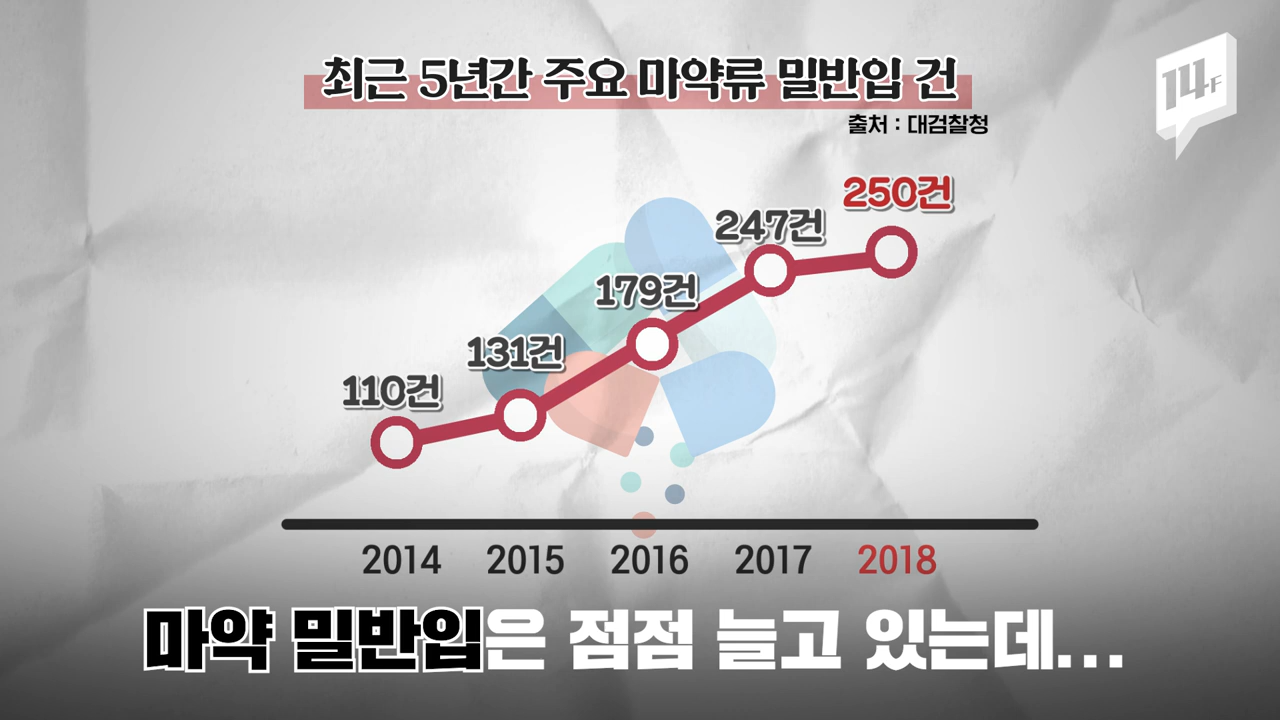 최근 5년간 주요 마약류 밀반입 건
출처 : 대검찰청
14F
250건
247건
179건
131건
110건
2014 2015 2016 2017 2018
마약 밀반입은 점점 늘고 있는데...